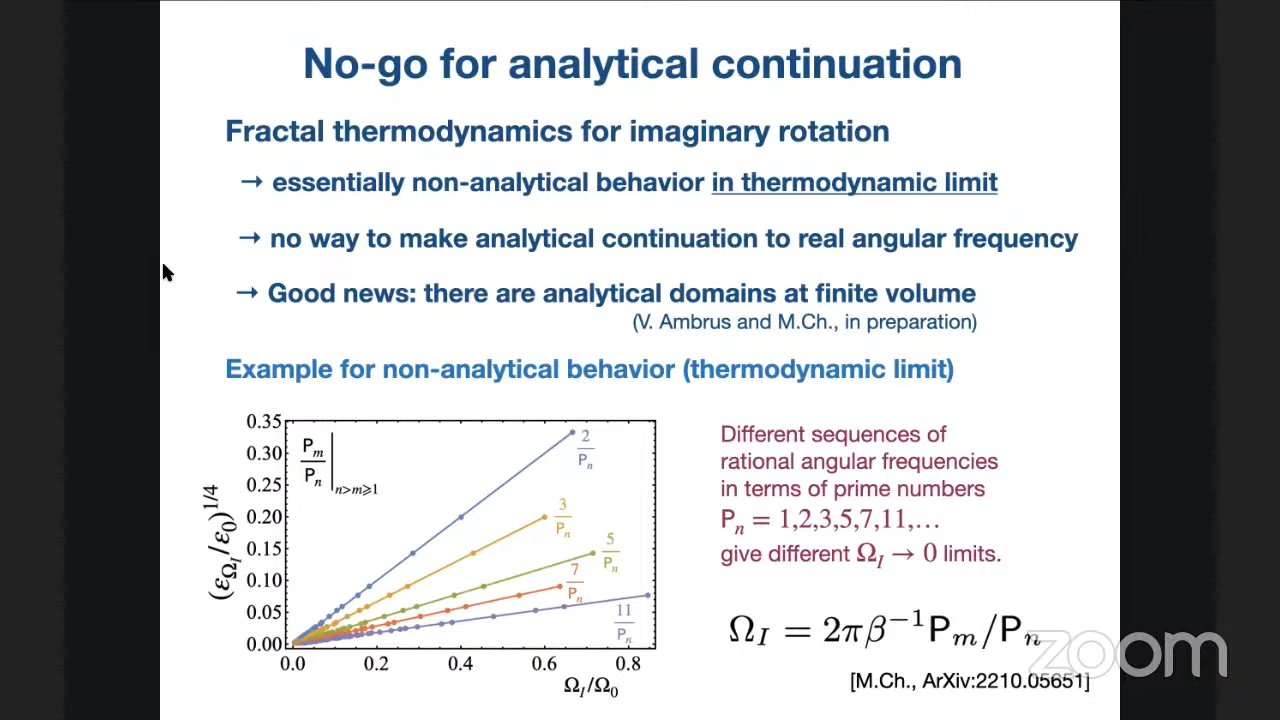 No-go for analytical continuation
Fractal thermodynamics for imaginary rotation
→ essentially non-analytical behavior in thermodynamic limit
→ no way to make analytical continuation to real angular frequency
→ Good news: there are analytical domains at finite volume
(V. Ambrus and M.Ch., in preparation)
Example for non-analytical behavior (thermodynamic limit)
0.35
0.30
0.25
0.20
0.15
0.10
0.05
0.00
(ε_{Ω_I}/ε_0)^{1/4}
P_m/P_n |_{n>m⩾1}
2/P_n
3/P_n
5/P_n
7/P_n
11/P_n
0.0 0.2 0.4 0.6 0.8
Ω_I/Ω_0
Different sequences of
rational angular frequencies
in terms of prime numbers
P_n = 1,2,3,5,7,11,…
give different Ω_I → 0 limits.
Ω_I = 2πβ^{-1}P_m/P_n
zoom
[M.Ch., ArXiv:2210.05651]